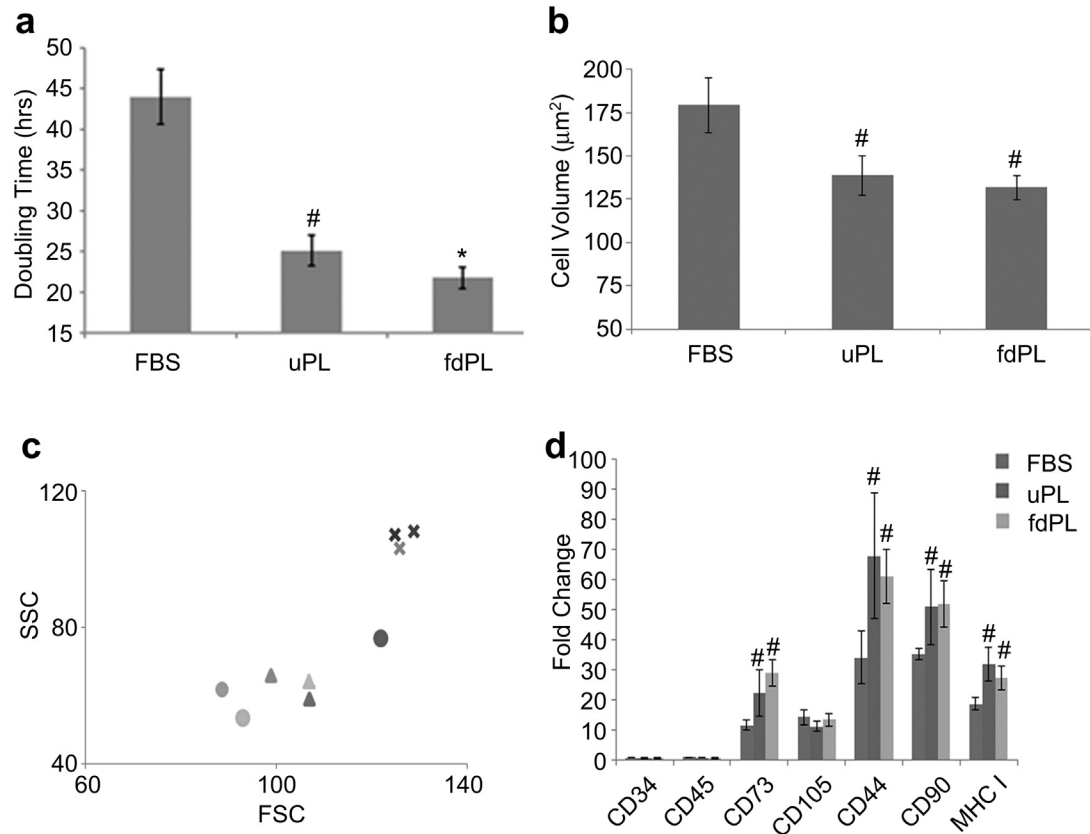 a
50
45
40
35
30
25
20
15
Doubling Time (hrs)
#
*
FBS uPL fdPL
b
200
175
150
125
100
75
50
Cell Volume (μm²)
#
#
FBS uPL fdPL
c
120
80
40
SSC
60 100 140
FSC
d
100
90
80
70
60
50
40
30
20
10
0
Fold Change
FBS
uPL
fdPL
# #
# #
# #
# #
CD34 CD45 CD73 CD105 CD44 CD90 MHC I